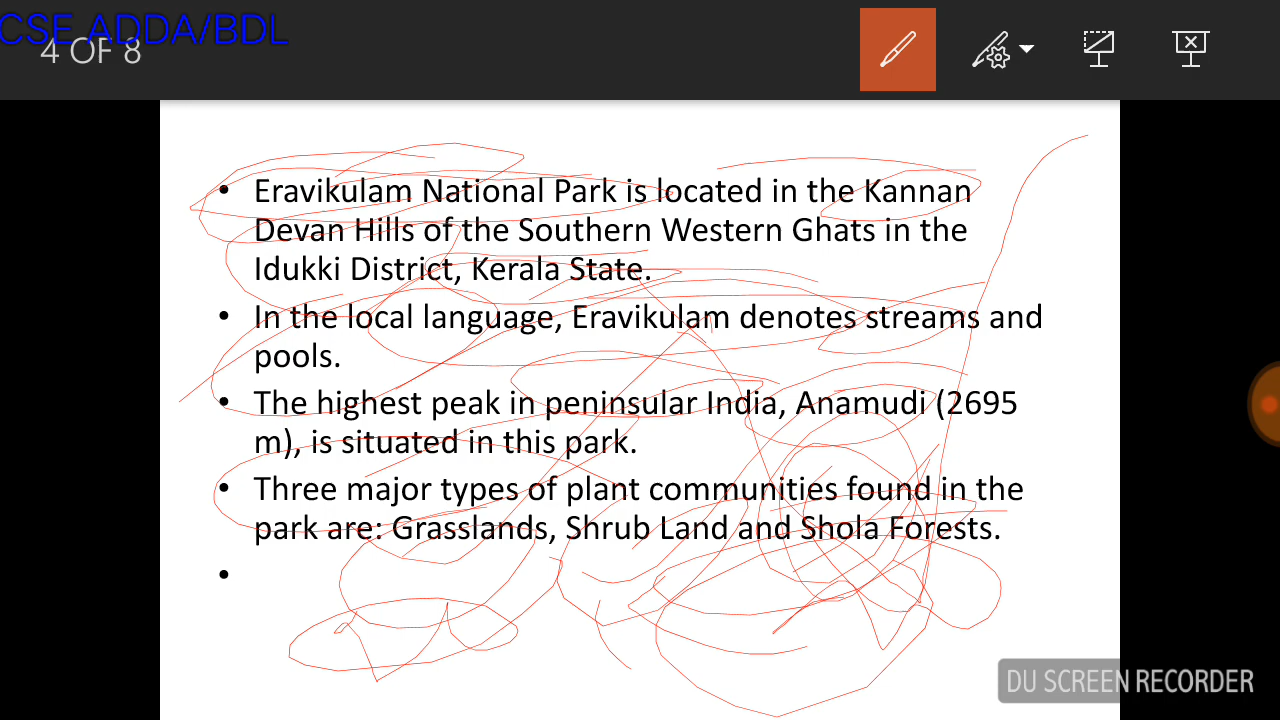 CSE ADDA/BDL
4 OF 8
• Eravikulam National Park is located in the Kannan
Devan Hills of the Southern Western Ghats in the
Idukki District, Kerala State.
• In the local language, Eravikulam denotes streams and
pools.
• The highest peak in peninsular India, Anamudi (2695
m), is situated in this park.
• Three major types of plant communities found in the
park are: Grasslands, Shrub Land and Shola Forests.
•
DU SCREEN RECORDER